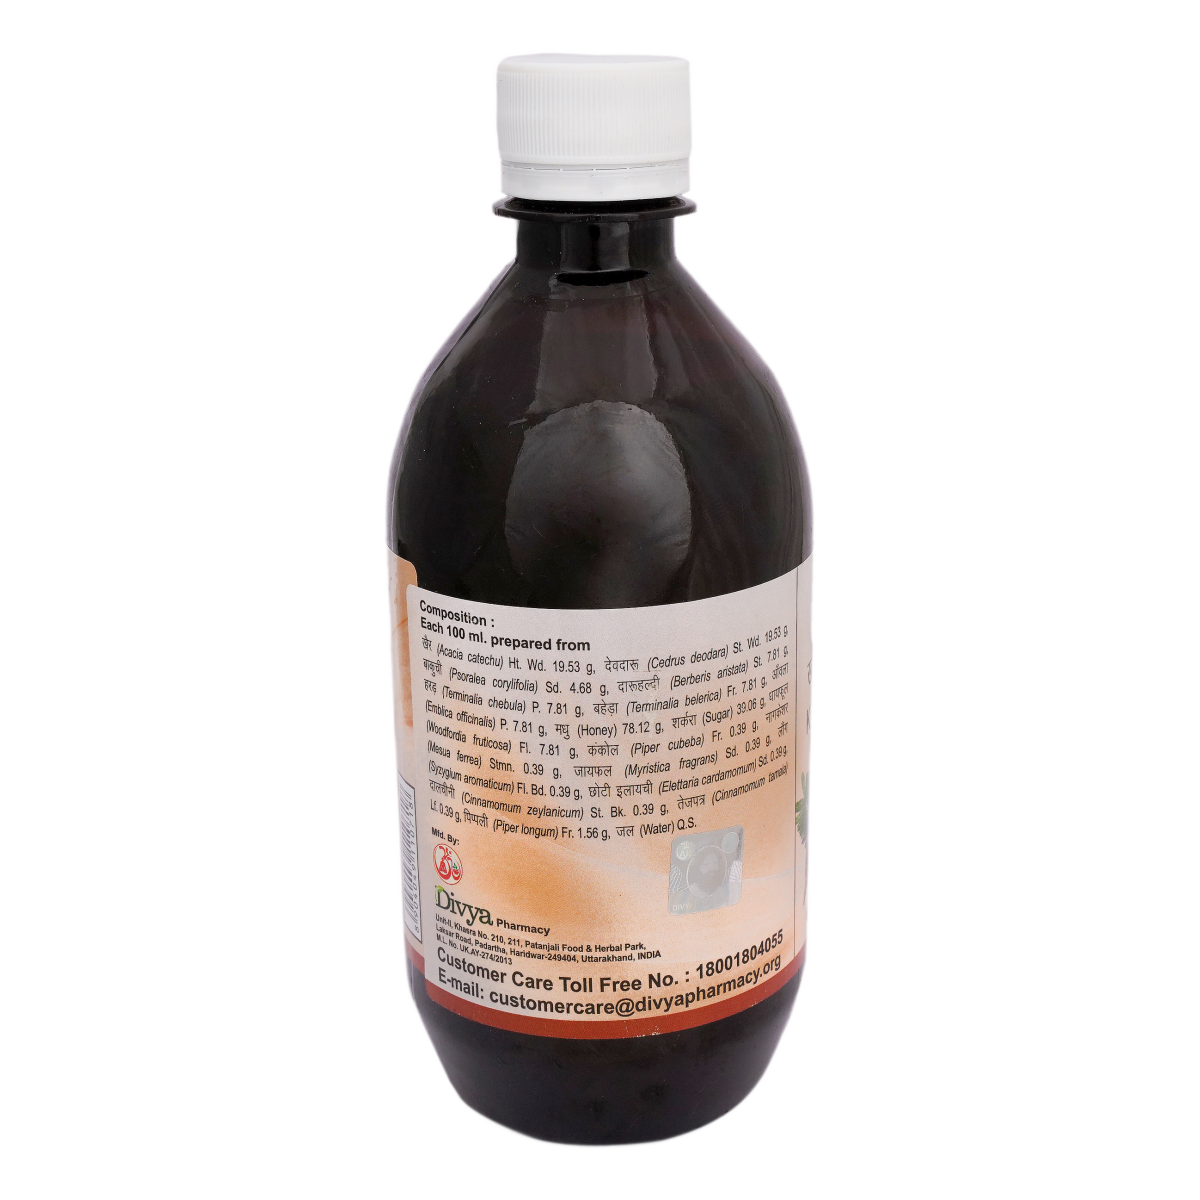 Composition :
Each 100 ml. prepared from
खैर (Acacia catechu) Ht. Wd. 19.53 g, देवदारू (Cedrus deodara) St. Wd. 19.53 g,
बाकुची (Psoralea corylifolia) Sd. 4.68 g, दारूहल्दी (Berberis aristata) St. 7.81 g,
हरड़ (Terminalia chebula) P. 7.81 g, बहेड़ा (Terminalia belerica) Fr. 7.81 g, आँवला
(Emblica officinalis) P. 7.81 g, मधु (Honey) 78.12 g, शर्करा (Sugar) 39.06 g, धायफूल
(Woodfordia fruticosa) Fl. 7.81 g, कंकोल (Piper cubeba) Fr. 0.39 g, नागकेसर
(Mesua ferrea) Stmn. 0.39 g, जायफल (Myristica fragrans) Sd. 0.39 g, लौंग
(Syzygium aromaticum) Fl. Bd. 0.39 g, छोटी इलायची (Elettaria cardamomum) Sd. 0.39 g,
दालचीनी (Cinnamomum zeylanicum) St. Bk. 0.39 g, तेजपत्र (Cinnamomum tamala)
Lf. 0.39 g, पिप्पली (Piper longum) Fr. 1.56 g, जल (Water) Q.S.
Mfd. By:
Divya Pharmacy
Unit-II, Khasra No. 210, 211, Patanjali Food & Herbal Park,
Laksar Road, Padartha, Haridwar-249404, Uttarakhand, INDIA
M.L. No. UK.AY-274/2013
Customer Care Toll Free No. : 18001804055
E-mail: customercare@divyapharmacy.org